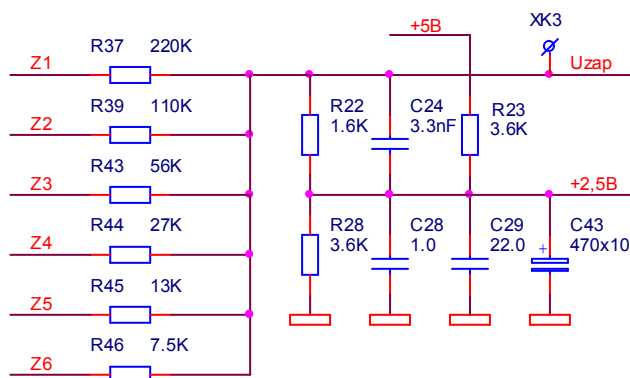 XK3
+5В
Z1
R37 220K
Uzap
Z2
R39 110K
R22
1.6K
C24
3.3nF
R23
3.6K
Z3
R43 56K
+2,5В
Z4
R44 27K
R28
3.6K
C28
1.0
C29
22.0
+
C43
470x10
Z5
R45 13K
Z6
R46 7.5K